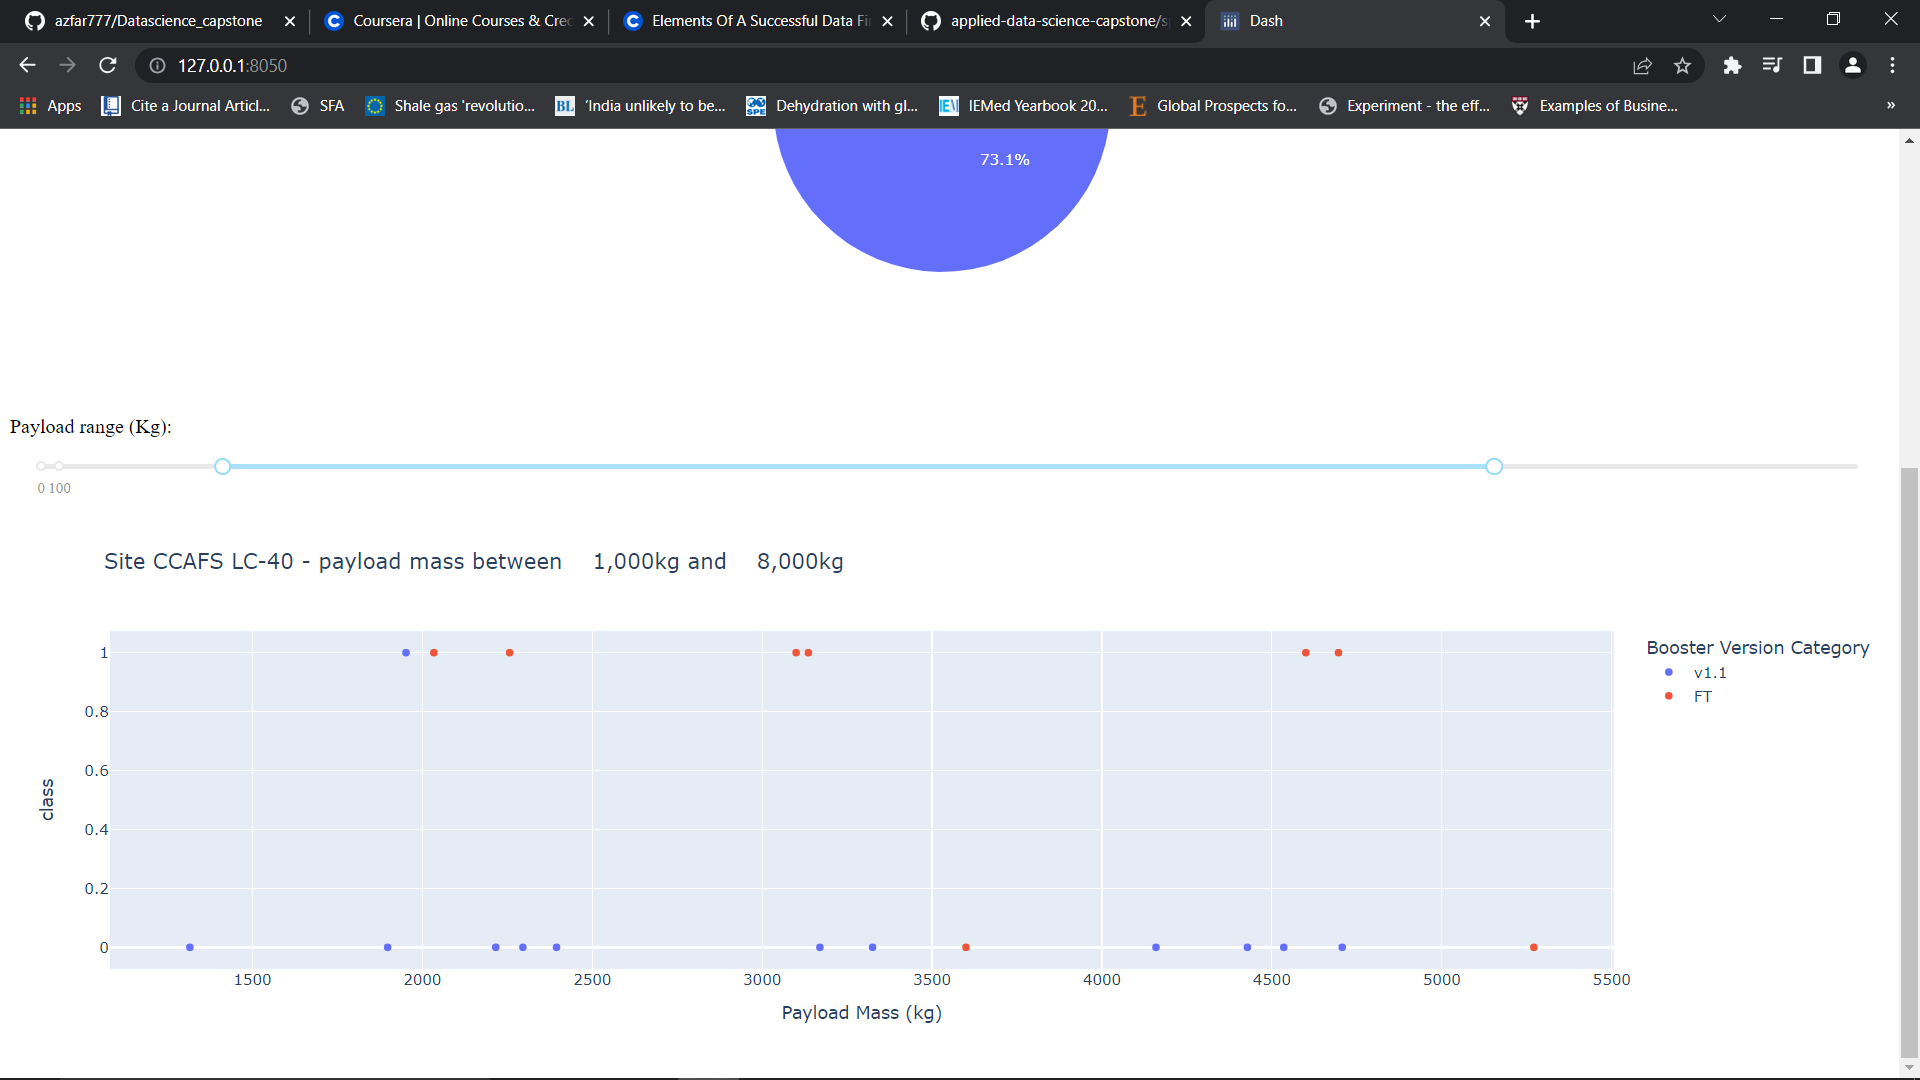 azfar777/Datascience_capstone
Coursera | Online Courses & Crec
Elements Of A Successful Data Fi
applied-data-science-capstone/s
Dash
127.0.0.1:8050
Apps
Cite a Journal Articl...
SFA
Shale gas 'revolutio...
BL
'India unlikely to be...
SPE
Dehydration with gl...
IEMed Yearbook 20...
E
Global Prospects fo...
Experiment - the eff...
Examples of Busine...
»
73.1%
Payload range (Kg):
0 100
Site CCAFS LC-40 - payload mass between 1,000kg and 8,000kg
Booster Version Category
v1.1
FT
1
0.8
0.6
0.4
0.2
0
class
1500 2000 2500 3000 3500 4000 4500 5000 5500
Payload Mass (kg)